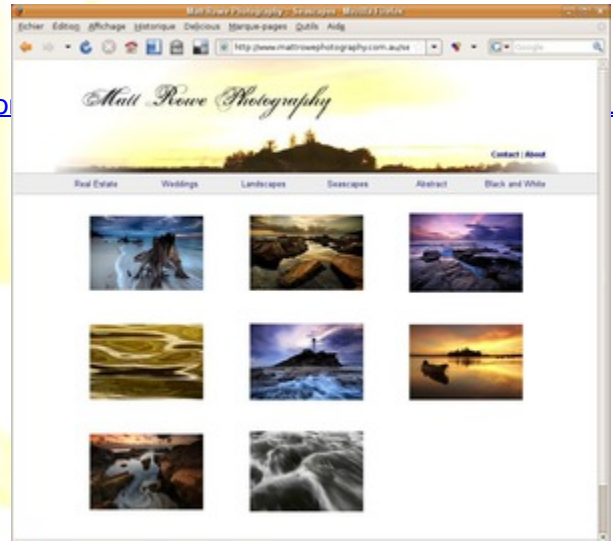 Matt Rowe Photography - Seascapes - Mozilla Firefox
Fichier Édition Affichage Historique Delicious Marque-pages Outils Aide
http://www.mattrowephotography.com.au/se
Google
Matt Rowe Photography
Contact | About
Real Estate Weddings Landscapes Seascapes Abstract Black and White